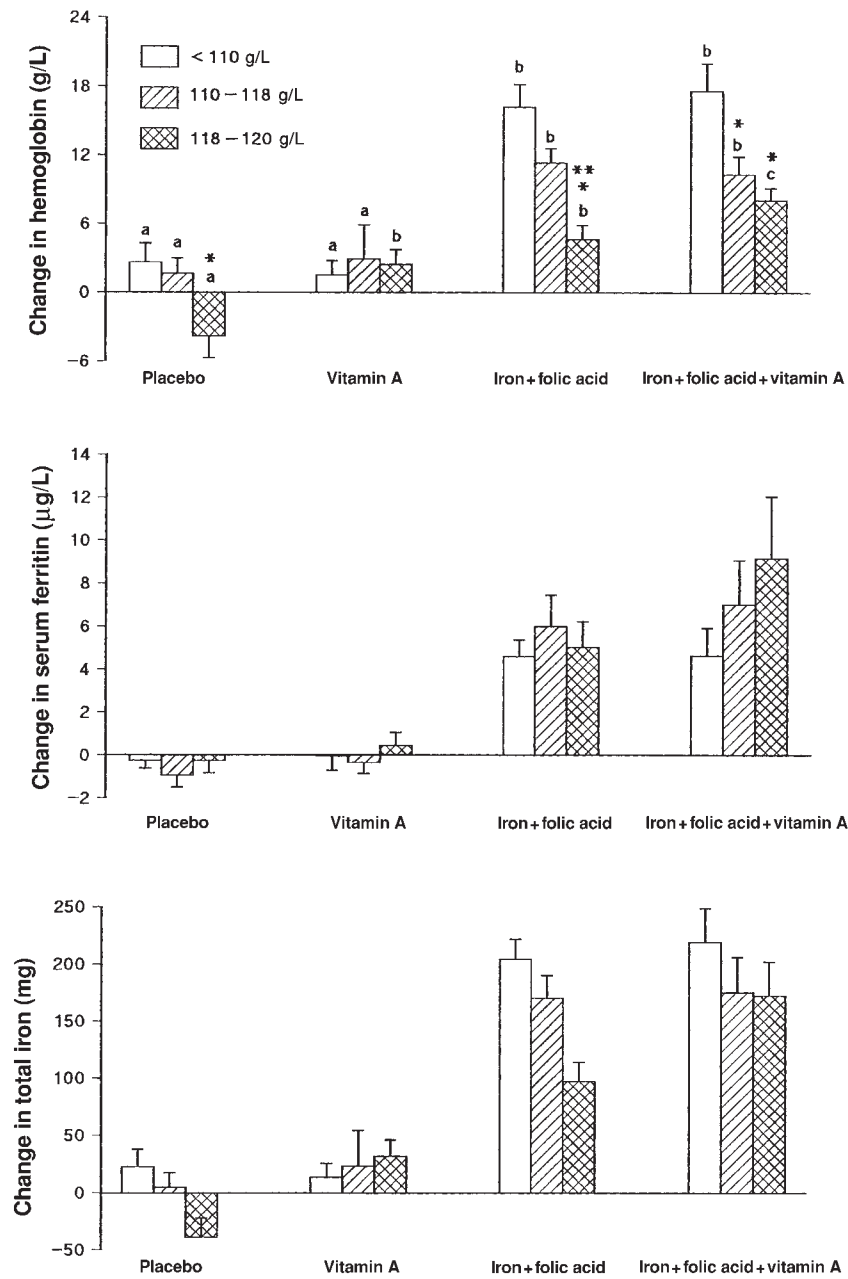 Change in hemoglobin (g/L)
24
18
12
6
0
−6
< 110 g/L
110−118 g/L
118−120 g/L
a
a
*
a
a
a
b
b
b
**
*
b
b
*
b
*
c
Placebo
Vitamin A
Iron+folic acid
Iron+folic acid+vitamin A
Change in serum ferritin (μg/L)
14
12
10
8
6
4
2
0
−2
Placebo
Vitamin A
Iron+folic acid
Iron+folic acid+vitamin A
Change in total iron (mg)
250
200
150
100
50
0
−50
Placebo
Vitamin A
Iron+folic acid
Iron+folic acid+vitamin A